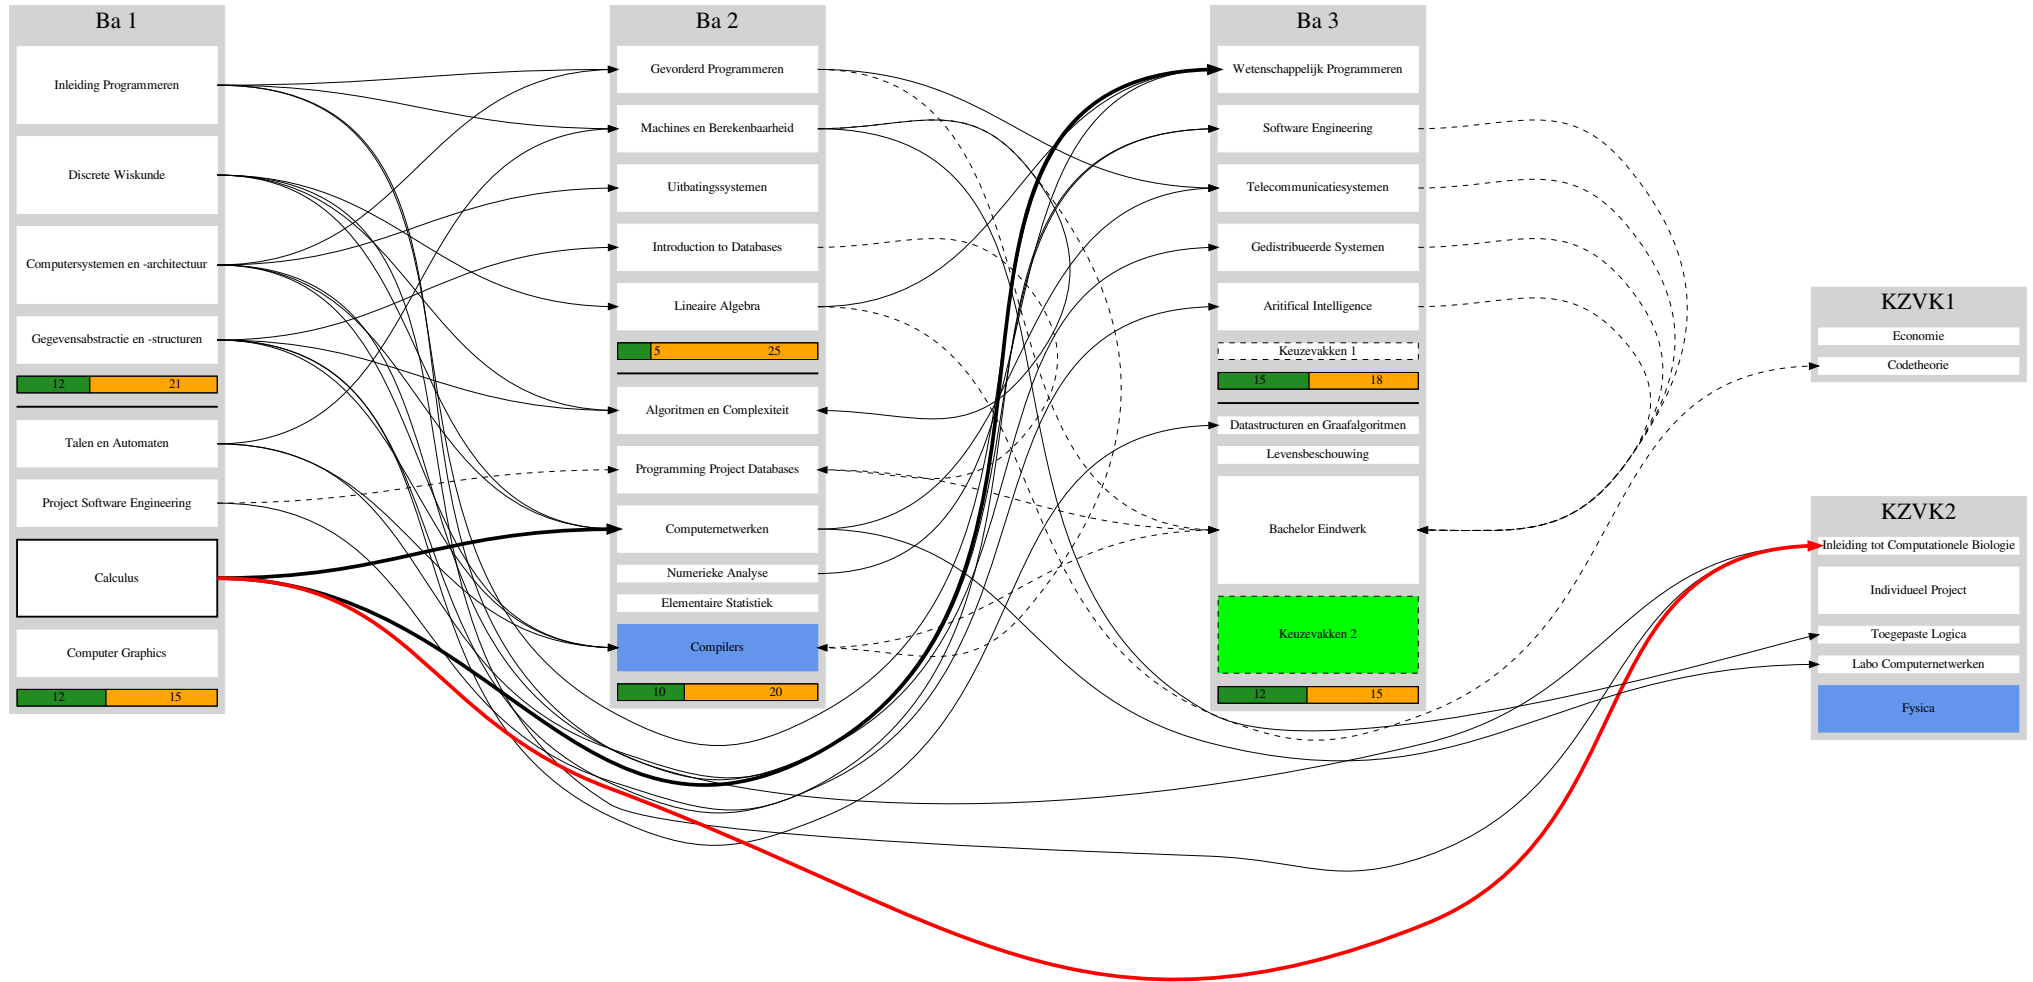 Ba 1
Inleiding Programmeren
Discrete Wiskunde
Computersystemen en -architectuur
Gegevensabstractie en -structuren
12 21
Talen en Automaten
Project Software Engineering
Calculus
Computer Graphics
12 15
Ba 2
Gevorderd Programmeren
Machines en Berekenbaarheid
Uitbatingssystemen
Introduction to Databases
Lineaire Algebra
5 25
Algoritmen en Complexiteit
Programming Project Databases
Computernetwerken
Numerieke Analyse
Elementaire Statistiek
Compilers
10 20
Ba 3
Wetenschappelijk Programmeren
Software Engineering
Telecommunicatiesystemen
Gedistribueerde Systemen
Aritifical Intelligence
Keuzevakken 1
15 18
Datastructuren en Graafalgoritmen
Levensbeschouwing
Bachelor Eindwerk
Keuzevakken 2
12 15
KZVK1
Economie
Codetheorie
KZVK2
Inleiding tot Computationele Biologie
Individueel Project
Toegepaste Logica
Labo Computernetwerken
Fysica